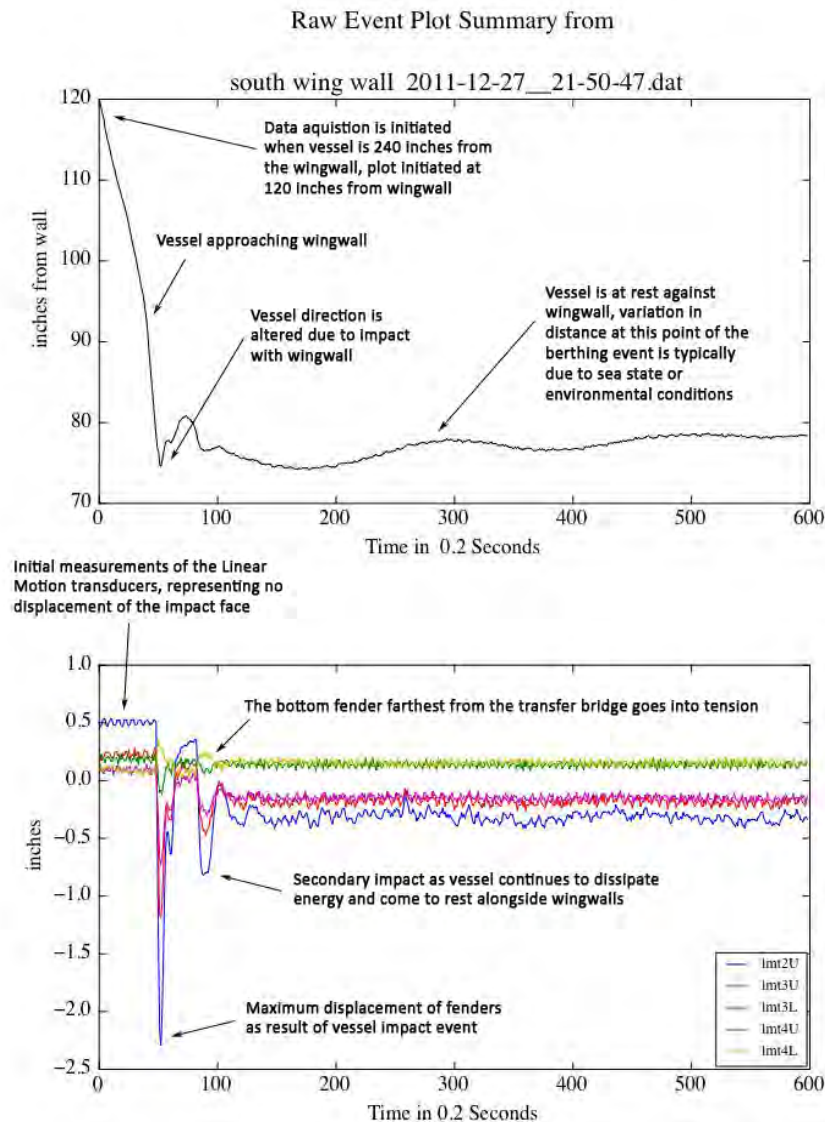 Raw Event Plot Summary from
south wing wall 2011-12-27__21-50-47.dat
120
110
100
90
80
70
inches from wall
Data aquistion is initiated
when vessel is 240 inches from
the wingwall, plot initiated at
120 inches from wingwall
Vessel approaching wingwall
Vessel direction is
altered due to impact
with wingwall
Vessel is at rest against
wingwall, variation in
distance at this point of the
berthing event is typically
due to sea state or
environmental conditions
0 100 200 300 400 500 600
Time in 0.2 Seconds
Initial measurements of the Linear
Motion transducers, representing no
displacement of the impact face
1.0
0.5
0.0
−0.5
−1.0
−1.5
−2.0
−2.5
inches
The bottom fender farthest from the transfer bridge goes into tension
Secondary impact as vessel continues to dissipate
energy and come to rest alongside wingwalls
Maximum displacement of fenders
as result of vessel impact event
lmt2U
lmt3U
lmt3L
lmt4U
lmt4L
0 100 200 300 400 500 600
Time in 0.2 Seconds